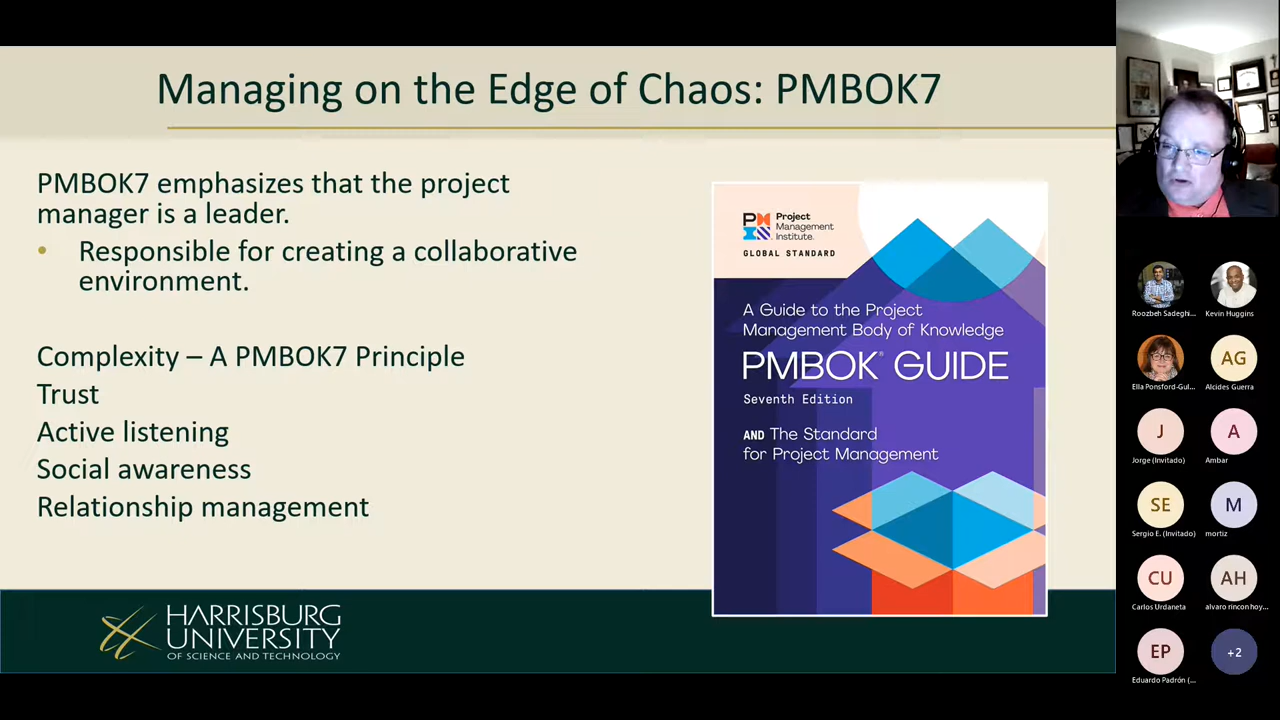 Managing on the Edge of Chaos: PMBOK7
PMBOK7 emphasizes that the project
manager is a leader.
• Responsible for creating a collaborative
environment.
Complexity – A PMBOK7 Principle
Trust
Active listening
Social awareness
Relationship management
Project
Management
Institute.
GLOBAL STANDARD
A Guide to the Project
Management Body of Knowledge
PMBOK® GUIDE
Seventh Edition
AND The Standard
for Project Management
HARRISBURG
UNIVERSITY
OF SCIENCE AND TECHNOLOGY
Roozbeh Sadeghi...
Kevin Huggins
Ella Ponsford-Gul...
AG
Alcides Guerra
J
Jorge (Invitado)
A
Ambar
SE
Sergio E. (Invitado)
M
mortiz
CU
Carlos Urdaneta
AH
alvaro rincon hoy...
EP
Eduardo Padrón (...
+2